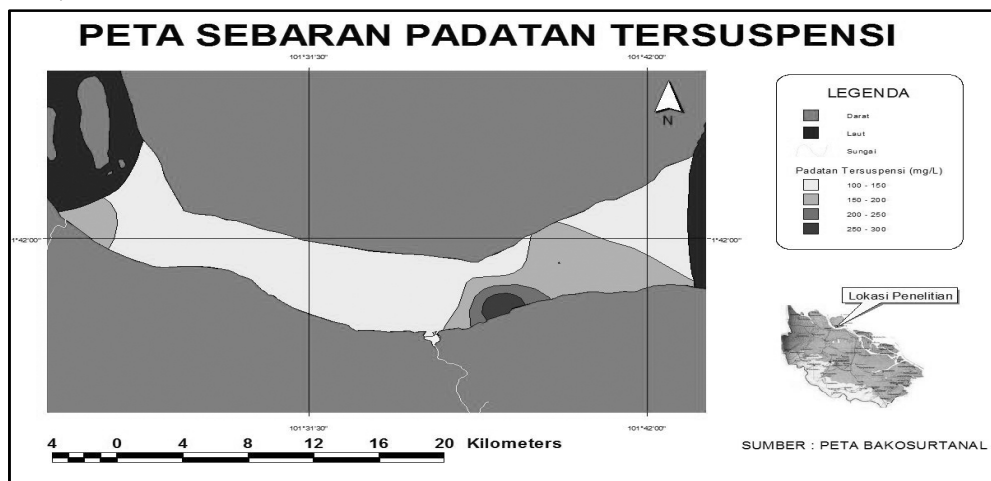 PETA SEBARAN PADATAN TERSUSPENSI
101°31'30"
101°42'00"
N
1°42'00"
1°42'00"
101°31'30"
101°42'00"
LEGENDA
Darat
Laut
Sungai
Padatan Tersuspensi (mg/L)
100 - 150
150 - 200
200 - 250
250 - 300
Lokasi Penelitian
4 0 4 8 12 16 20 Kilometers
SUMBER : PETA BAKOSURTANAL